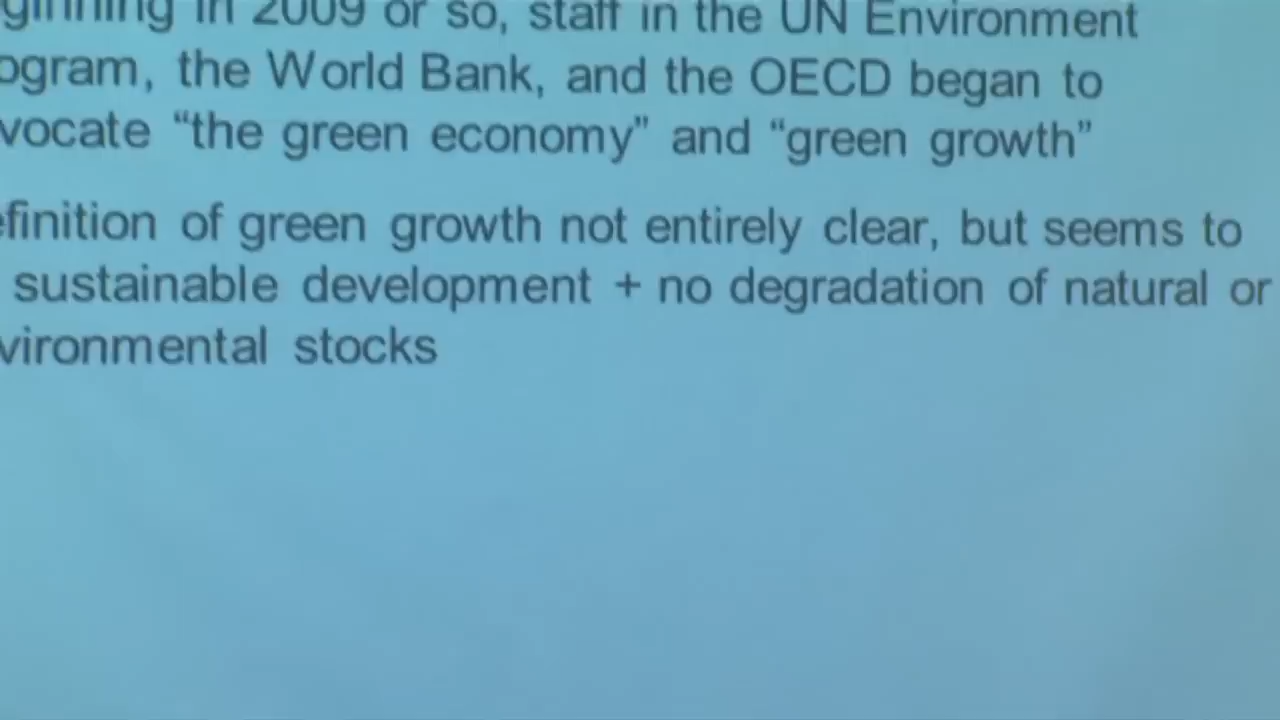 ginning in 2009 or so, staff in the UN Environment
ogram, the World Bank, and the OECD began to
vocate “the green economy” and “green growth”
efinition of green growth not entirely clear, but seems to
sustainable development + no degradation of natural or
vironmental stocks